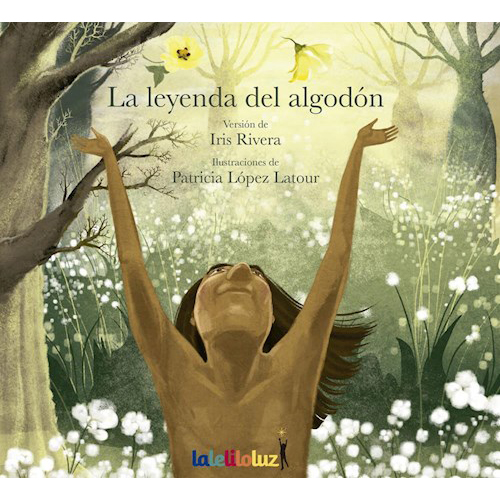 La leyenda del algodón
Versión de
Iris Rivera
Ilustraciones de
Patricia López Latour
laleliloluz